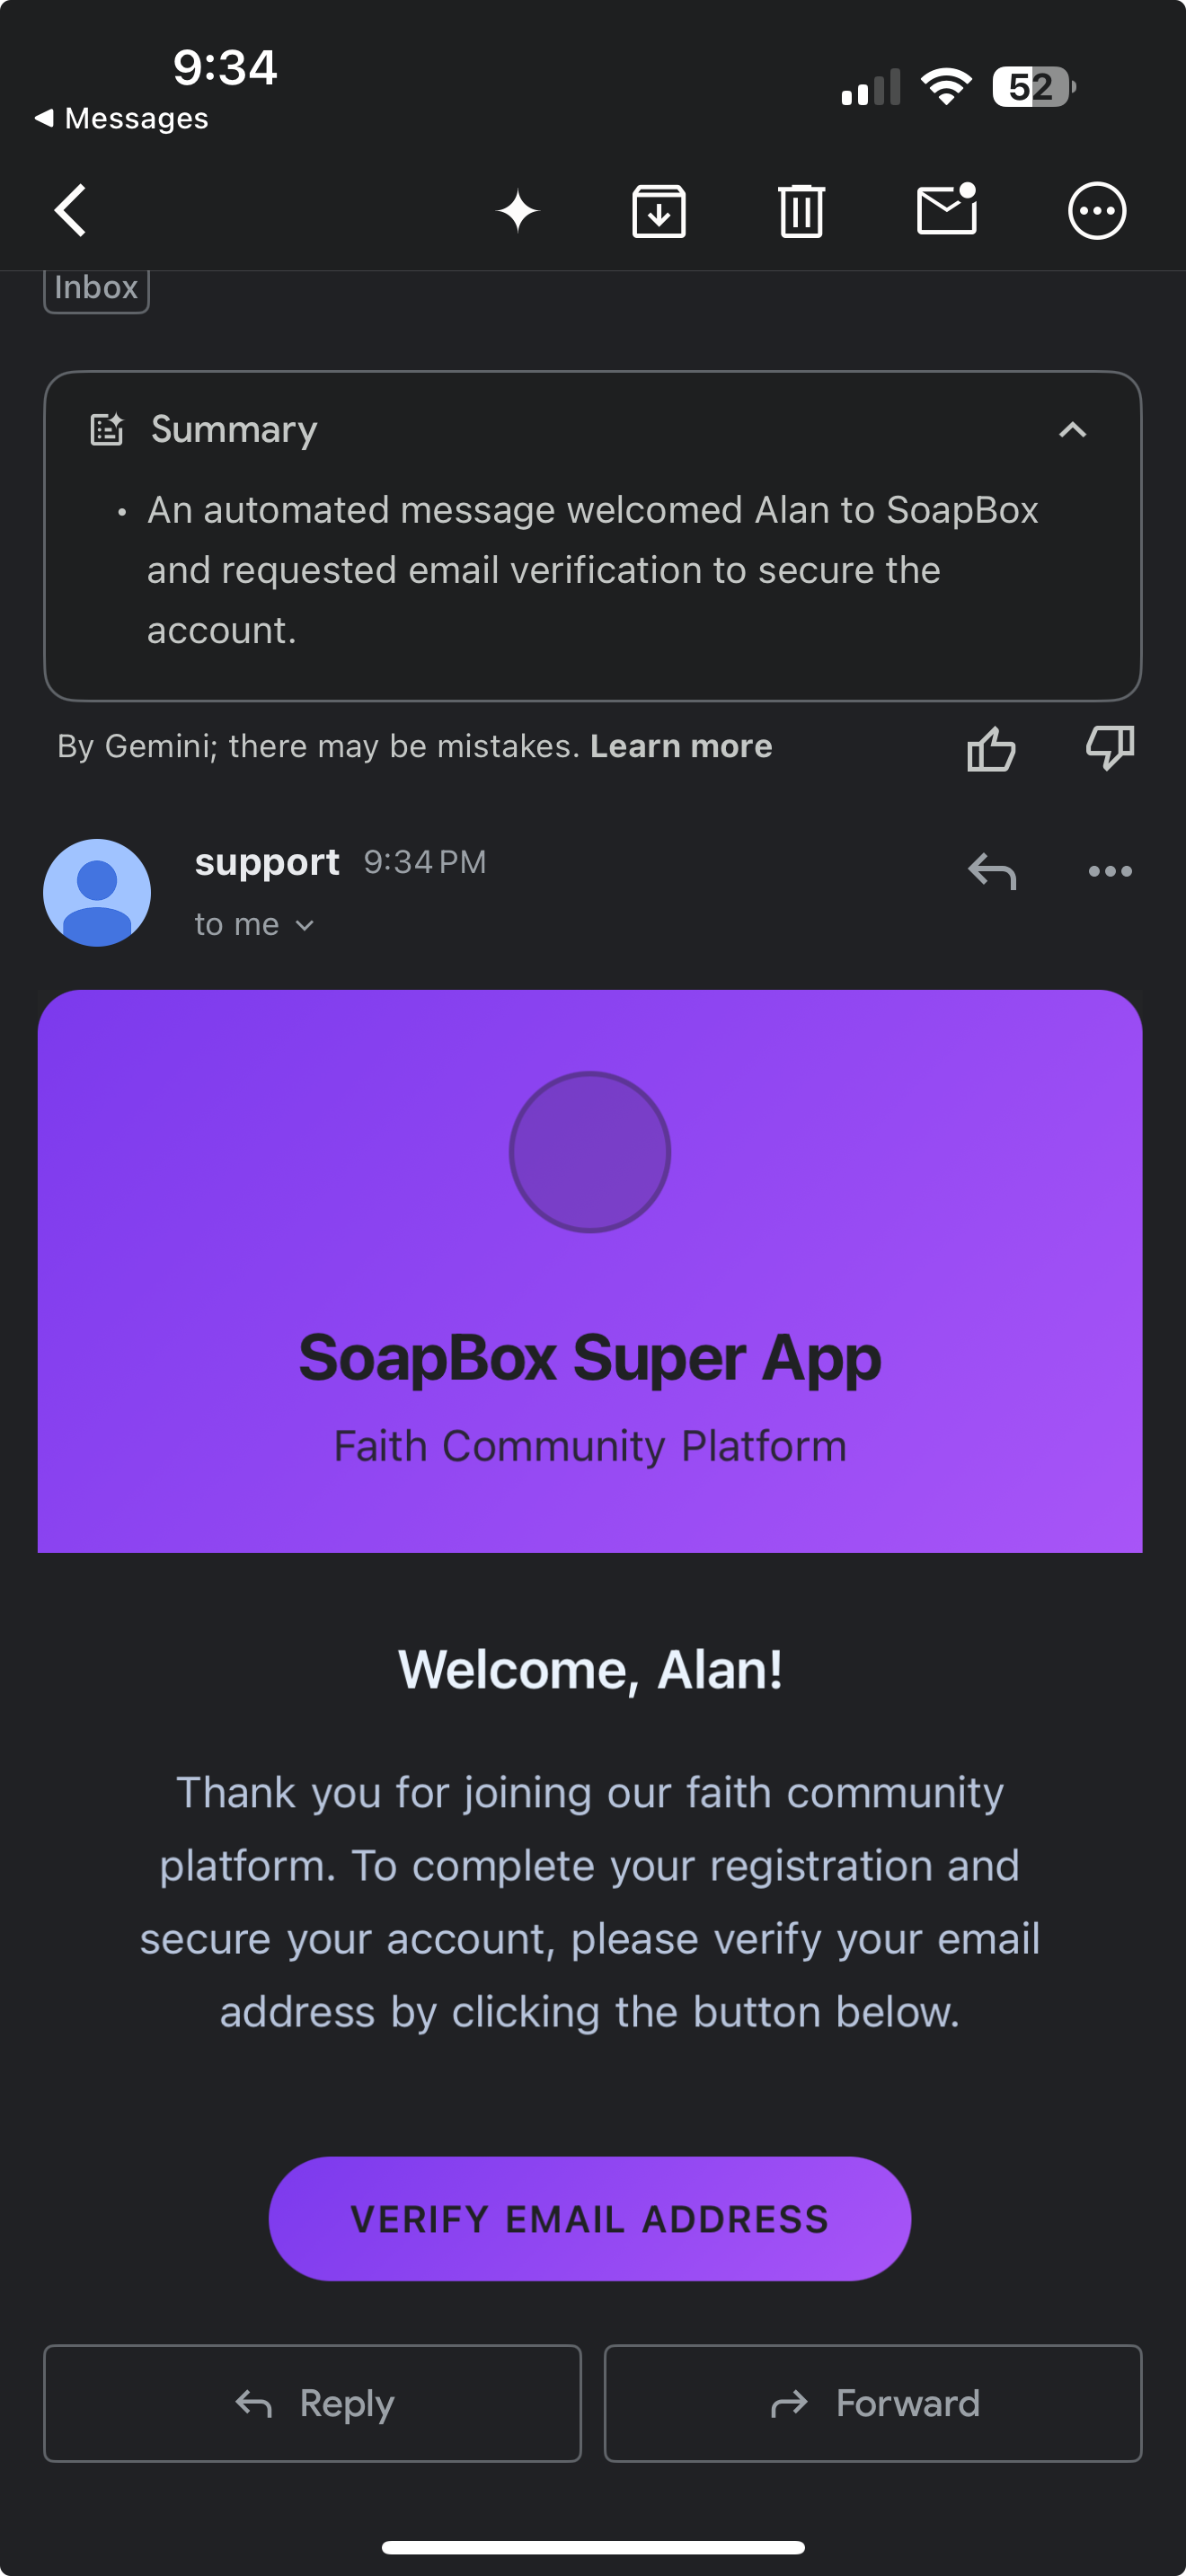 9:34
52
Messages
Inbox
Summary
• An automated message welcomed Alan to SoapBox
and requested email verification to secure the
account.
By Gemini; there may be mistakes. Learn more
support 9:34 PM
to me
SoapBox Super App
Faith Community Platform
Welcome, Alan!
Thank you for joining our faith community
platform. To complete your registration and
secure your account, please verify your email
address by clicking the button below.
VERIFY EMAIL ADDRESS
Reply
Forward